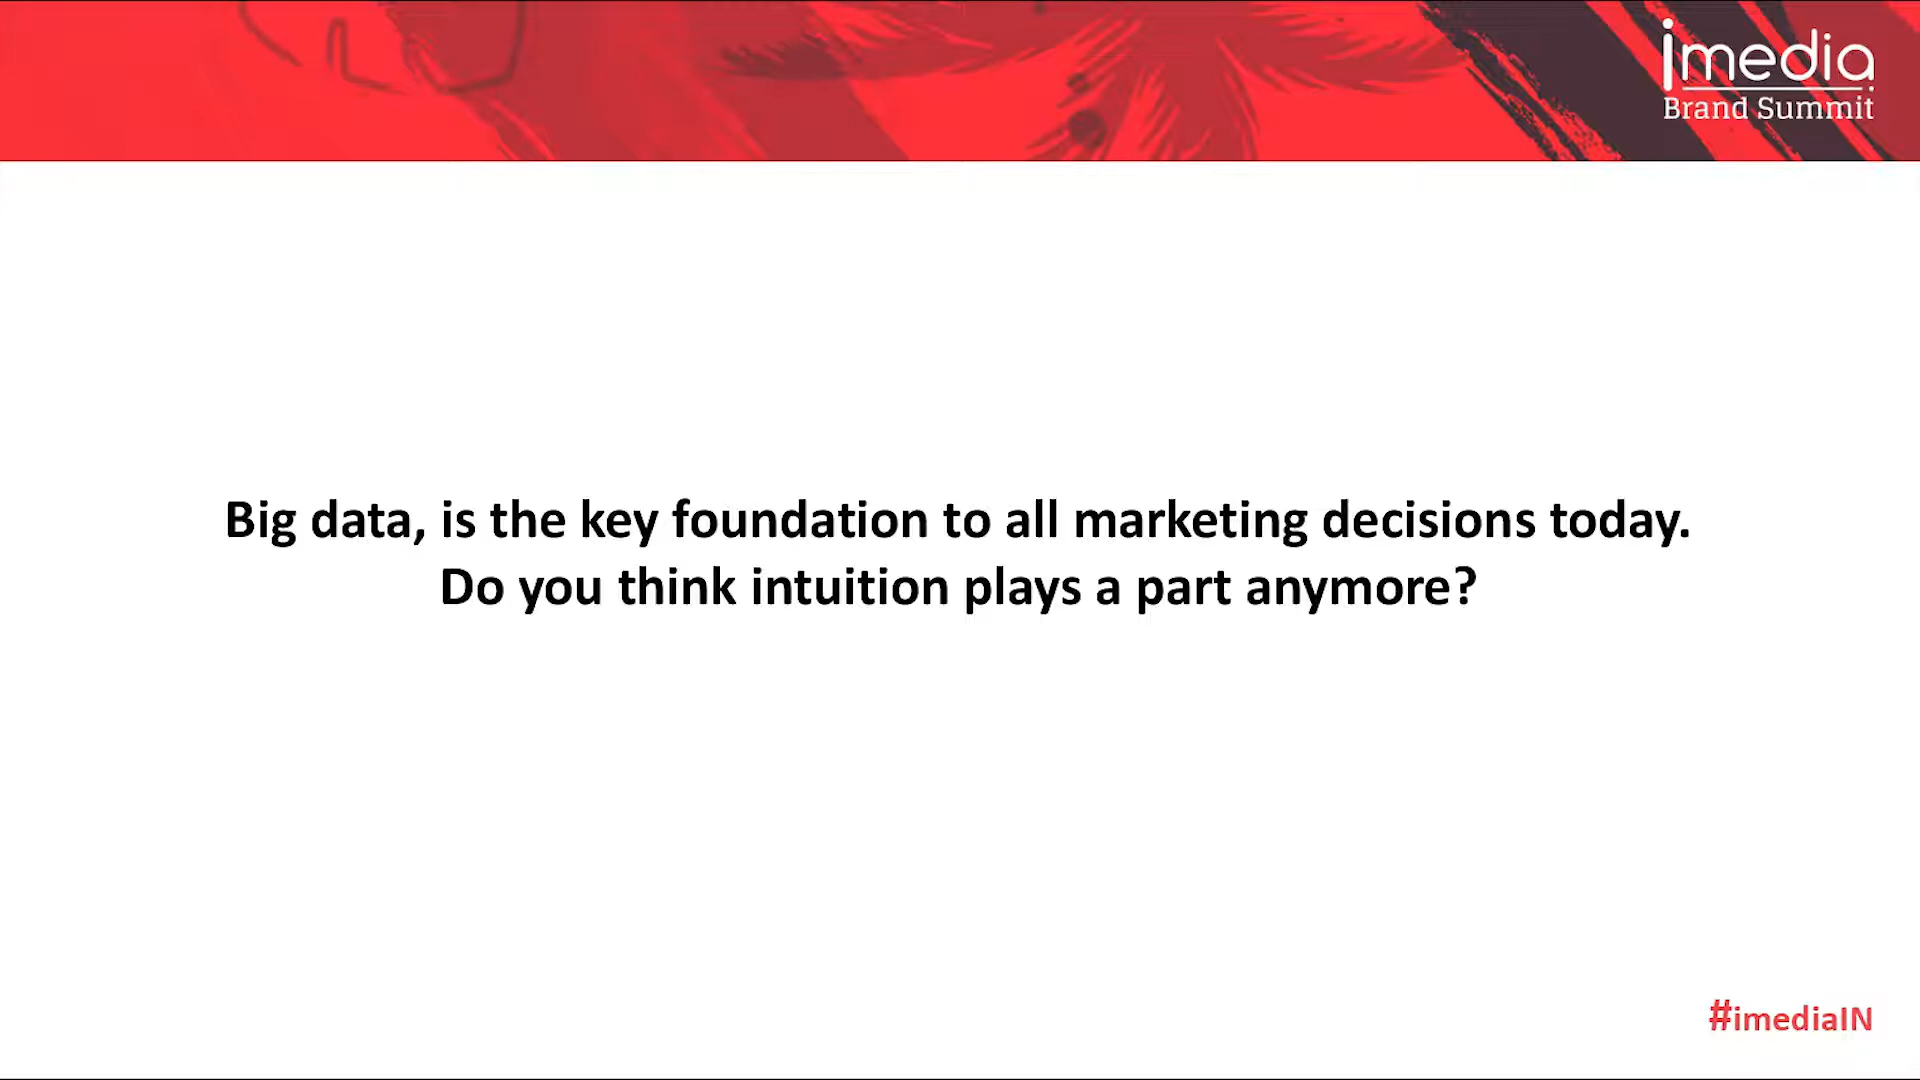 imedia
Brand Summit
Big data, is the key foundation to all marketing decisions today.
Do you think intuition plays a part anymore?
#imediaIN